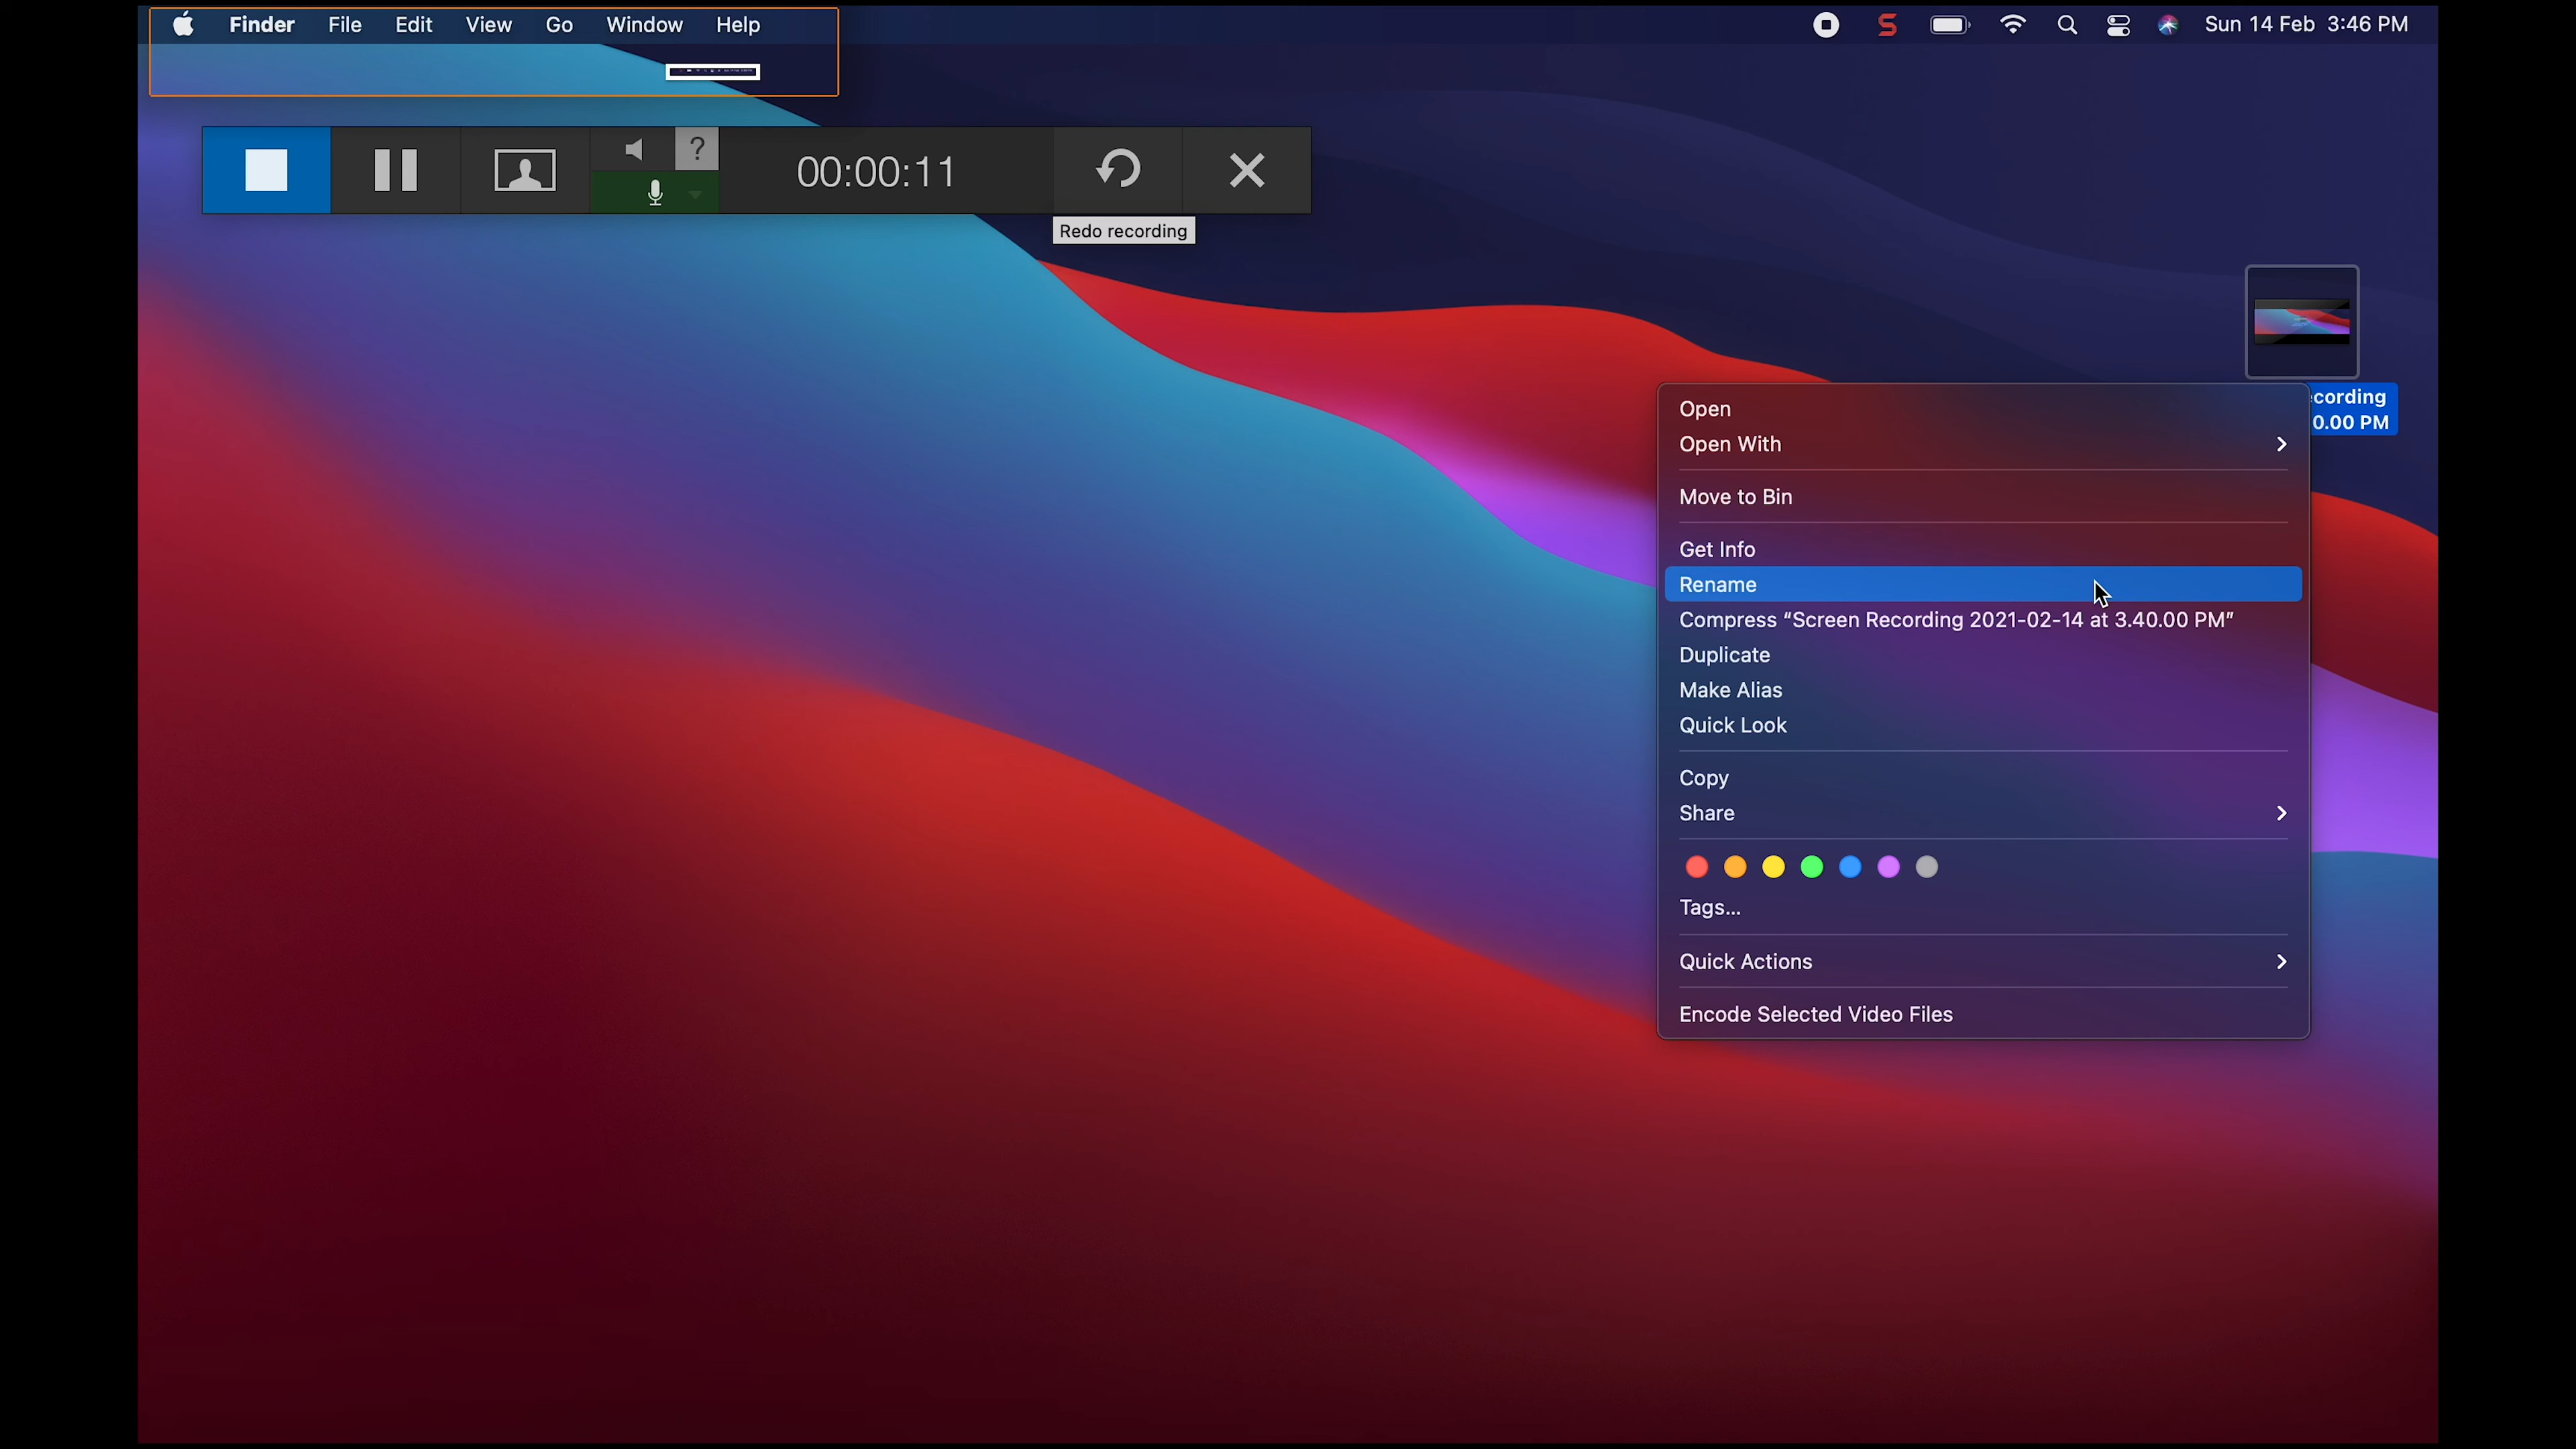 Finder File Edit View Go Window Help
Sun 14 Feb 3:46 PM
?
00:00:11
Redo recording
cording
0.00 PM
Open
Open With
Move to Bin
Get Info
Rename
Compress “Screen Recording 2021-02-14 at 3.40.00 PM”
Duplicate
Make Alias
Quick Look
Copy
Share
Tags...
Quick Actions
Encode Selected Video Files